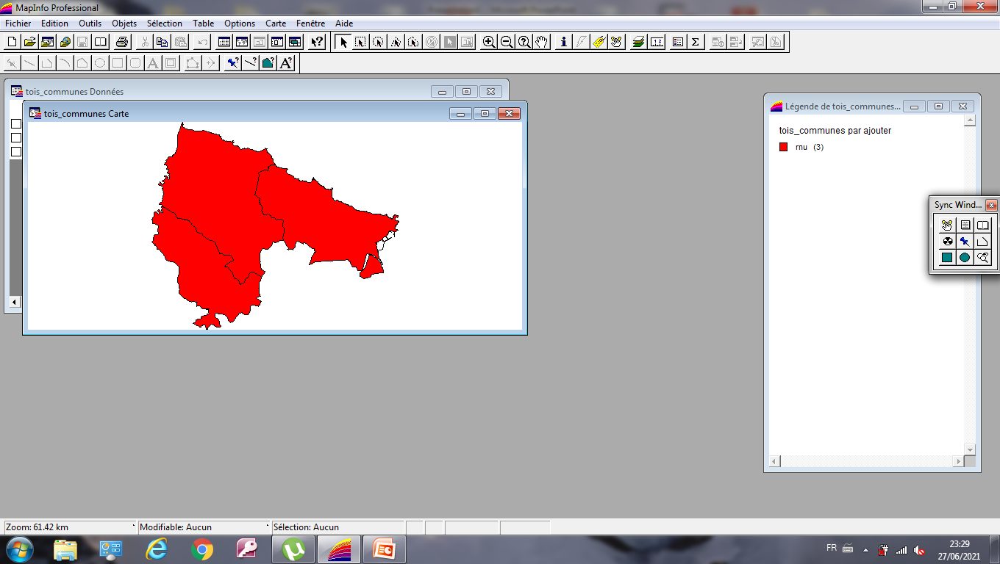 MapInfo Professional
Fichier Edition Outils Objets Sélection Table Options Carte Fenêtre Aide
tois_communes Données
tois_communes Carte
Légende de tois_communes...
tois_communes par ajouter
rnu (3)
Sync Wind...
Zoom: 61.42 km
Modifiable: Aucun
Sélection: Aucun
FR
23:29
27/06/2021